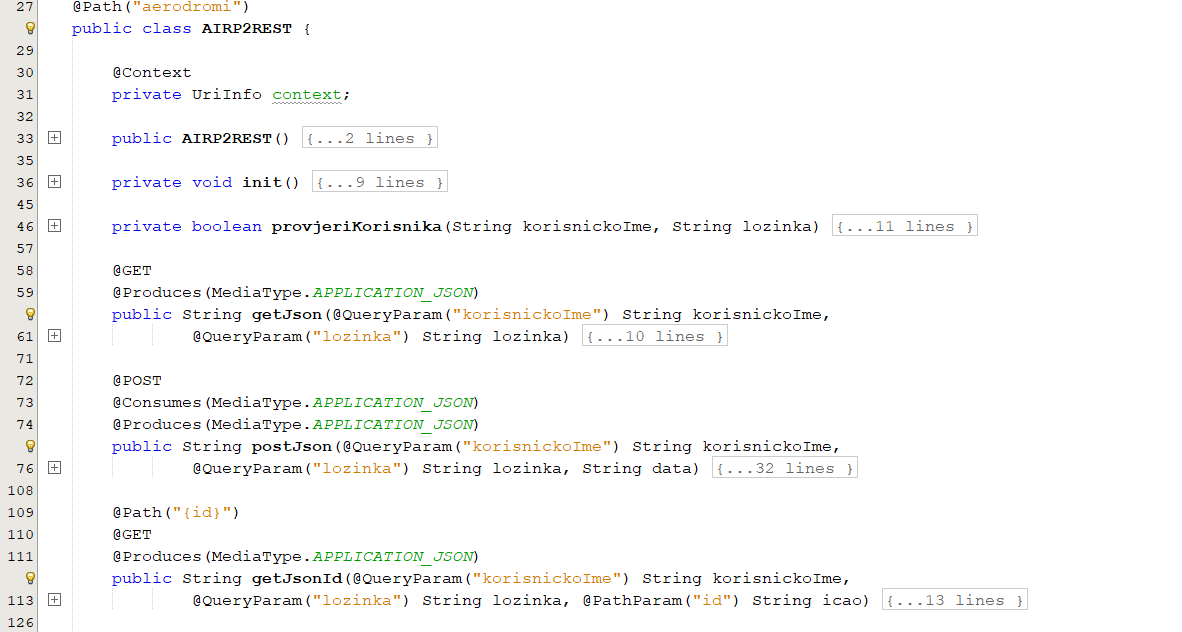 27 @Path("aerodromi")
public class AIRP2REST {
29
30 @Context
31 private UriInfo context;
32
33 public AIRP2REST() {...2 lines }
35
36 private void init() {...9 lines }
45
46 private boolean provjeriKorisnika(String korisnickoIme, String lozinka) {...11 lines }
57
58 @GET
59 @Produces(MediaType.APPLICATION_JSON)
public String getJson(@QueryParam("korisnickoIme") String korisnickoIme,
61 @QueryParam("lozinka") String lozinka) {...10 lines }
71
72 @POST
73 @Consumes(MediaType.APPLICATION_JSON)
74 @Produces(MediaType.APPLICATION_JSON)
public String postJson(@QueryParam("korisnickoIme") String korisnickoIme,
76 @QueryParam("lozinka") String lozinka, String data) {...32 lines }
108
109 @Path("{id}")
110 @GET
111 @Produces(MediaType.APPLICATION_JSON)
public String getJsonId(@QueryParam("korisnickoIme") String korisnickoIme,
113 @QueryParam("lozinka") String lozinka, @PathParam("id") String icao) {...13 lines }
126